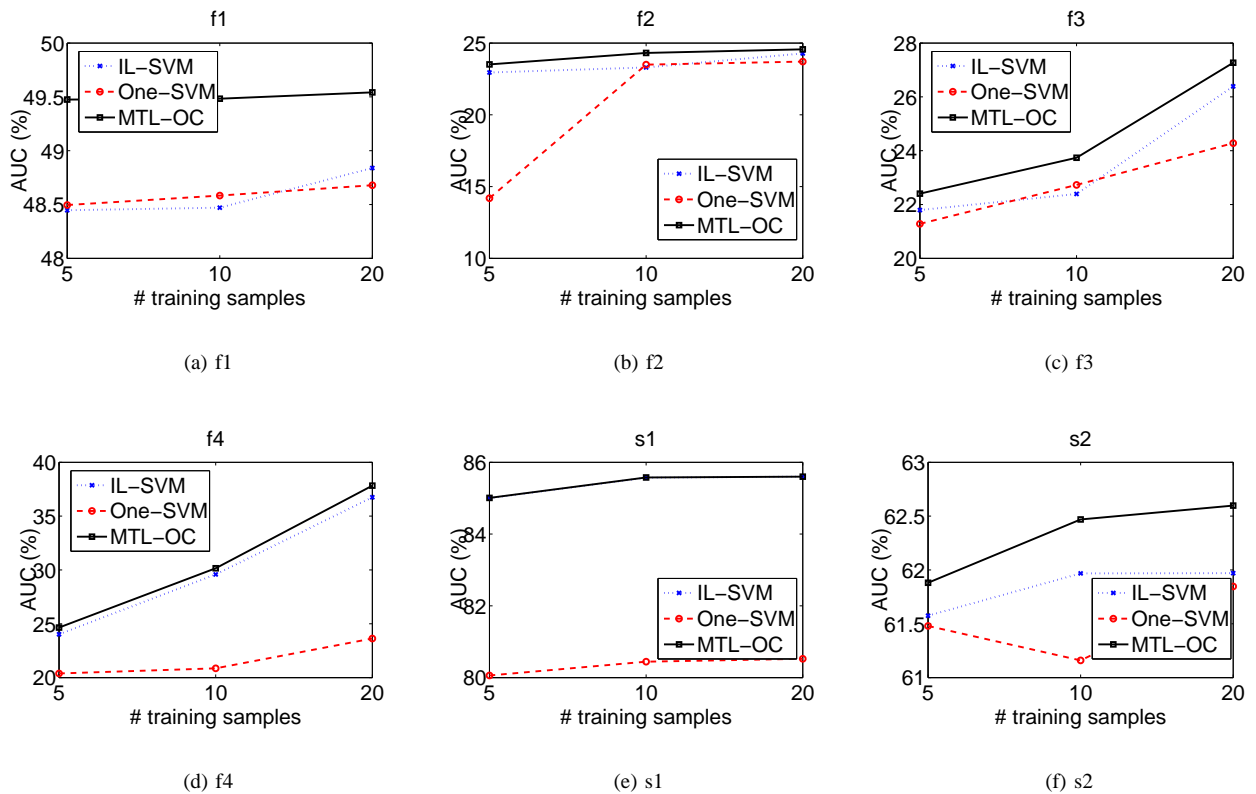 f1
50
49.5
49
48.5
48
AUC (%)
IL−SVM
One−SVM
MTL−OC
5
10
20
# training samples
(a) f1
f2
25
20
15
10
AUC (%)
IL−SVM
One−SVM
MTL−OC
5
10
20
# training samples
(b) f2
f3
28
26
24
22
20
AUC (%)
IL−SVM
One−SVM
MTL−OC
5
10
20
# training samples
(c) f3
f4
40
35
30
25
20
AUC (%)
IL−SVM
One−SVM
MTL−OC
5
10
20
# training samples
(d) f4
s1
86
84
82
80
AUC (%)
IL−SVM
One−SVM
MTL−OC
5
10
20
# training samples
(e) s1
s2
63
62.5
62
61.5
61
AUC (%)
IL−SVM
One−SVM
MTL−OC
5
10
20
# training samples
(f) s2